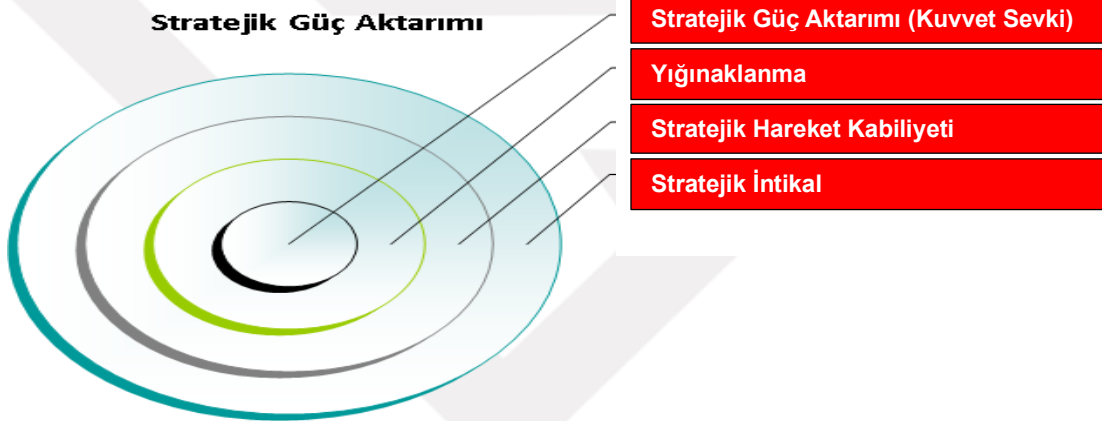 Stratejik Güç Aktarımı
Stratejik Güç Aktarımı (Kuvvet Sevki)
Yığınaklanma
Stratejik Hareket Kabiliyeti
Stratejik İntikal